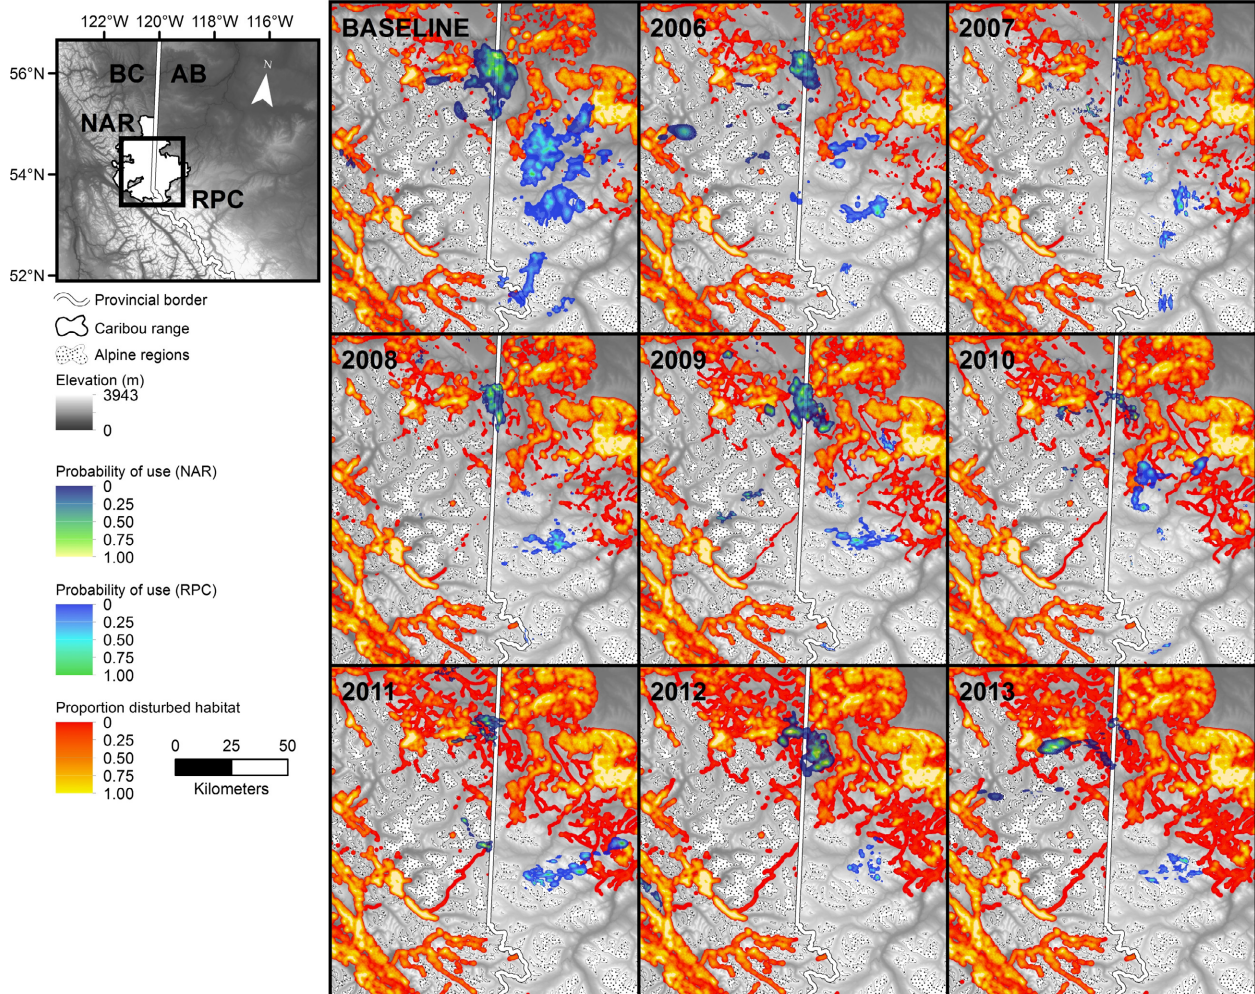 122°W 120°W 118°W 116°W
56°N
54°N
52°N
BC AB
N
NAR
RPC
Provincial border
Caribou range
Alpine regions
Elevation (m)
3943
0
Probability of use (NAR)
0
0.25
0.50
0.75
1.00
Probability of use (RPC)
0
0.25
0.50
0.75
1.00
Proportion disturbed habitat
0
0.25
0.50
0.75
1.00
0 25 50
Kilometers
BASELINE
2006
2007
2008
2009
2010
2011
2012
2013